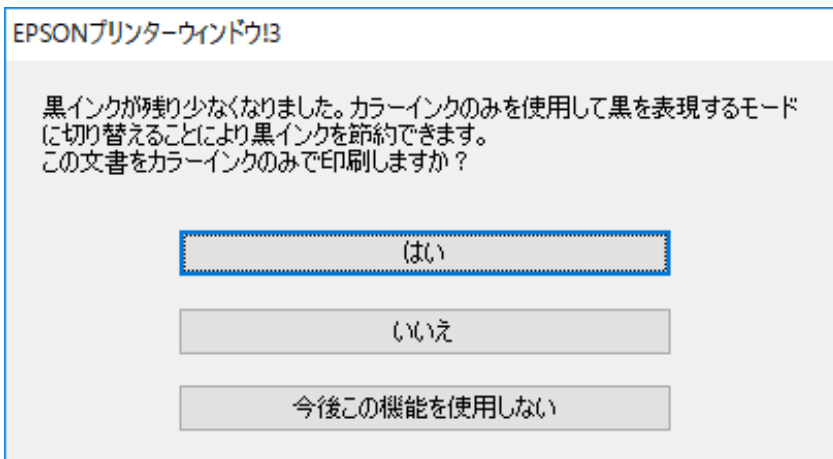 EPSONプリンターウィンドウ!3
黒インクが残り少なくなりました。カラーインクのみを使用して黒を表現するモード
に切り替えることにより黒インクを節約できます。
この文書をカラーインクのみで印刷しますか？
はい
いいえ
今後この機能を使用しない